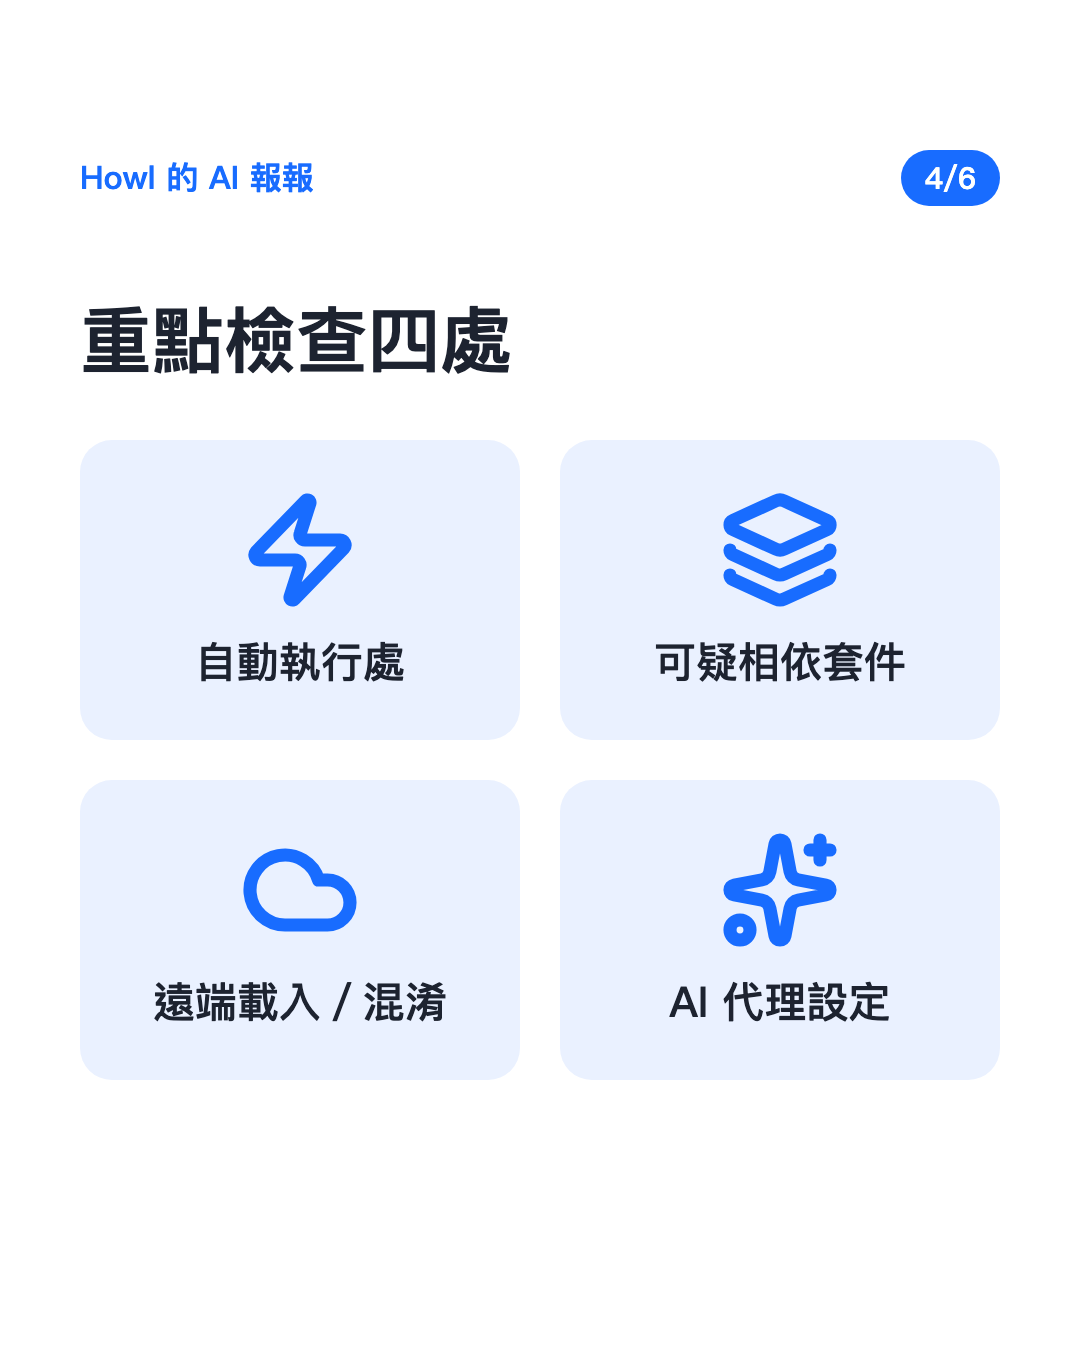 Howl 的 AI 報報
4/6
重點檢查四處
自動執行處
可疑相依套件
遠端載入 / 混淆
AI 代理設定